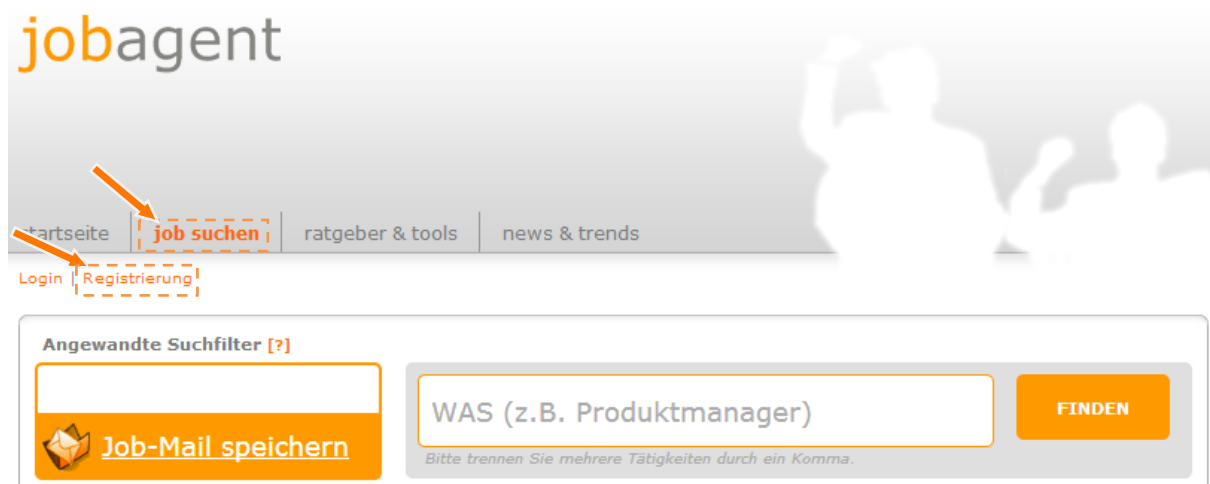 jobagent
startseite job suchen ratgeber & tools news & trends
Login | Registrierung
Angewandte Suchfilter [?]
WAS (z.B. Produktmanager) FINDEN
Job-Mail speichern
Bitte trennen Sie mehrere Tätigkeiten durch ein Komma.